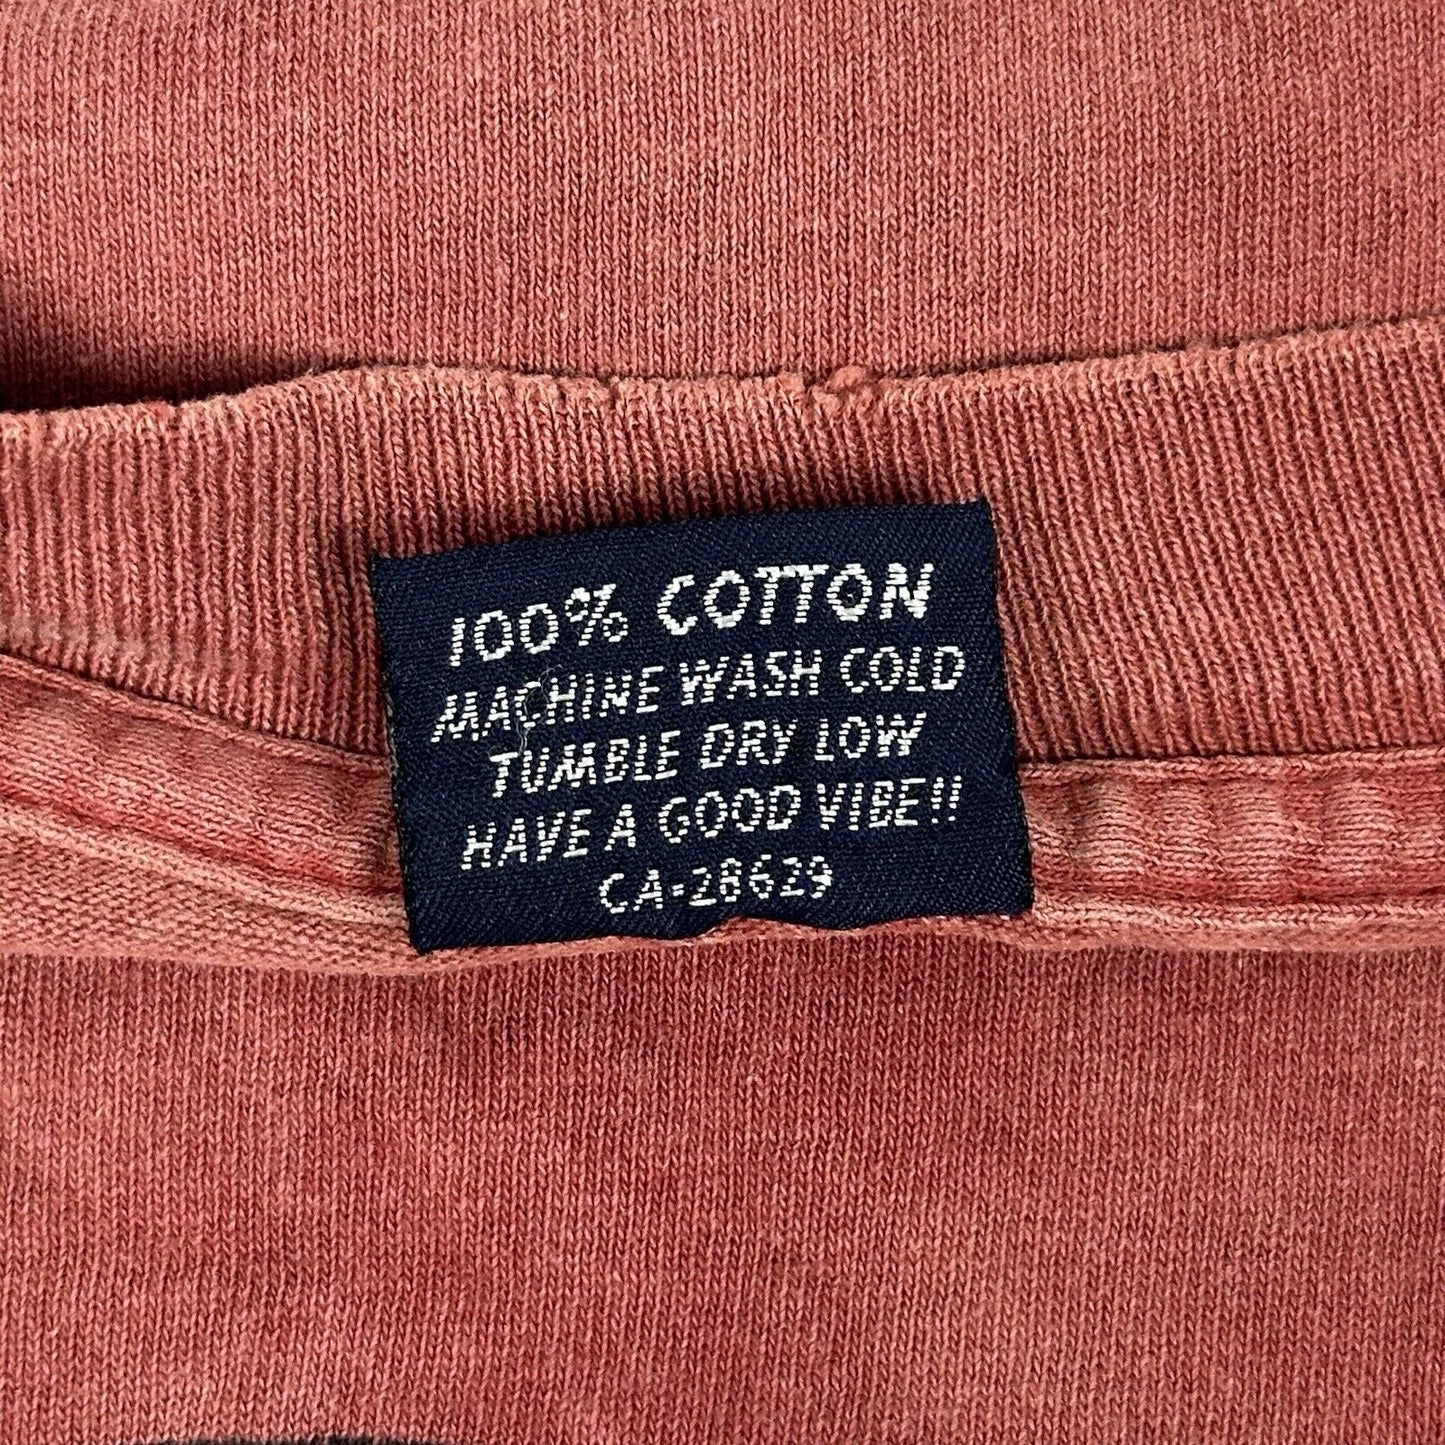 100% COTTON
MACHINE WASH COLD
TUMBLE DRY LOW
HAVE A GOOD VIBE!!
CA-28629